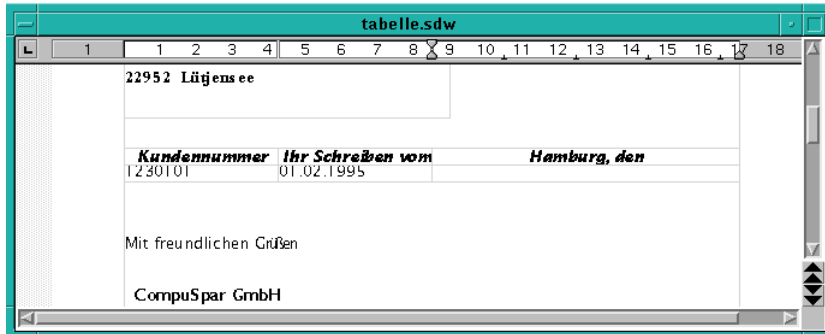 tabelle.sdw
1 1 2 3 4 5 6 7 8 9 10 11 12 13 14 15 16 17 18
22952 Lütjensee
Kundennummer Ihr Schreiben vom Hamburg, den
1230101 01.02.1995
Mit freundlichen Grüßen
CompuSpar GmbH